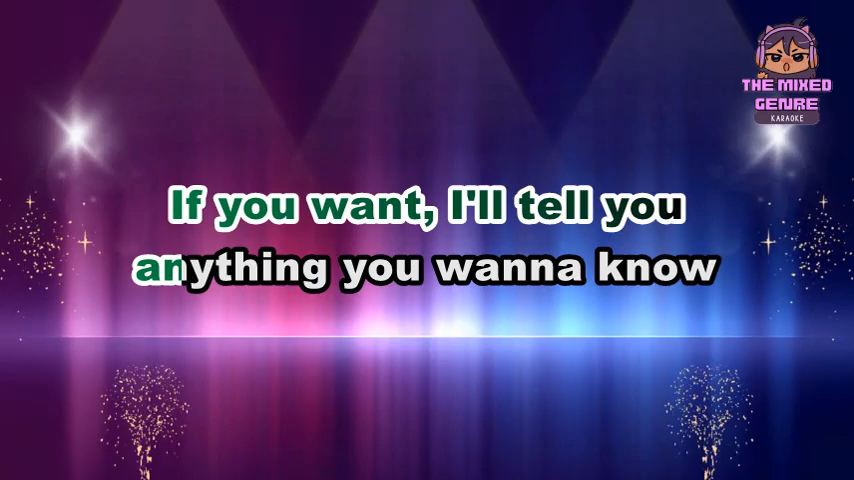 THE MIXED
GENRE
KARAOKE
If you want, I'll tell you
anything you wanna know